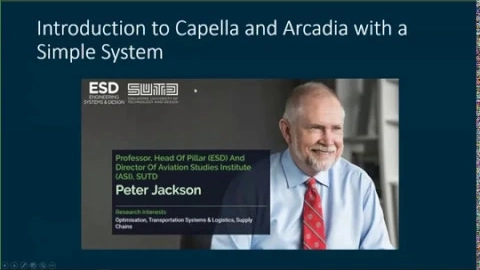 Introduction to Capella and Arcadia with a
Simple System
ESD
ENGINEERING
SYSTEMS & DESIGN
SUTD
SINGAPORE UNIVERSITY OF
TECHNOLOGY AND DESIGN
Professor, Head Of Pillar (ESD) And
Director Of Aviation Studies Institute
(ASI), SUTD
Peter Jackson
Research Interests
Optimisation, Transportation Systems & Logistics, Supply
Chains